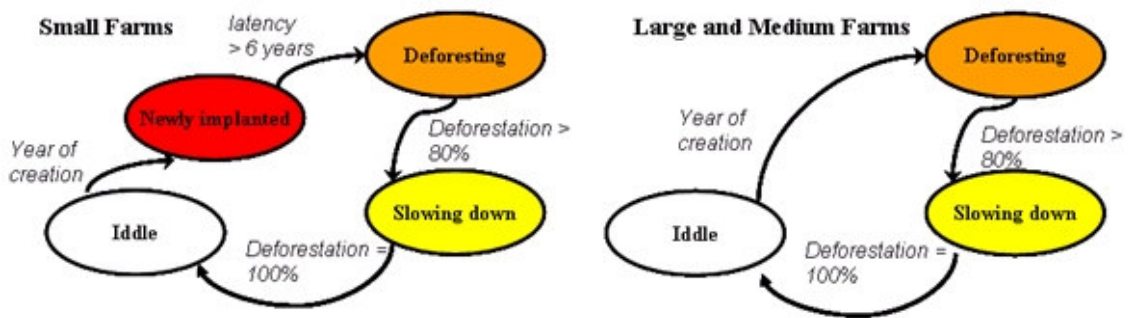 Small Farms
latency
> 6 years
Deforesting
Newly implanted
Deforestation >
80%
Year of
creation
Slowing down
Iddle
Deforestation =
100%
Large and Medium Farms
Deforesting
Year of
creation
Deforestation >
80%
Slowing down
Iddle
Deforestation =
100%